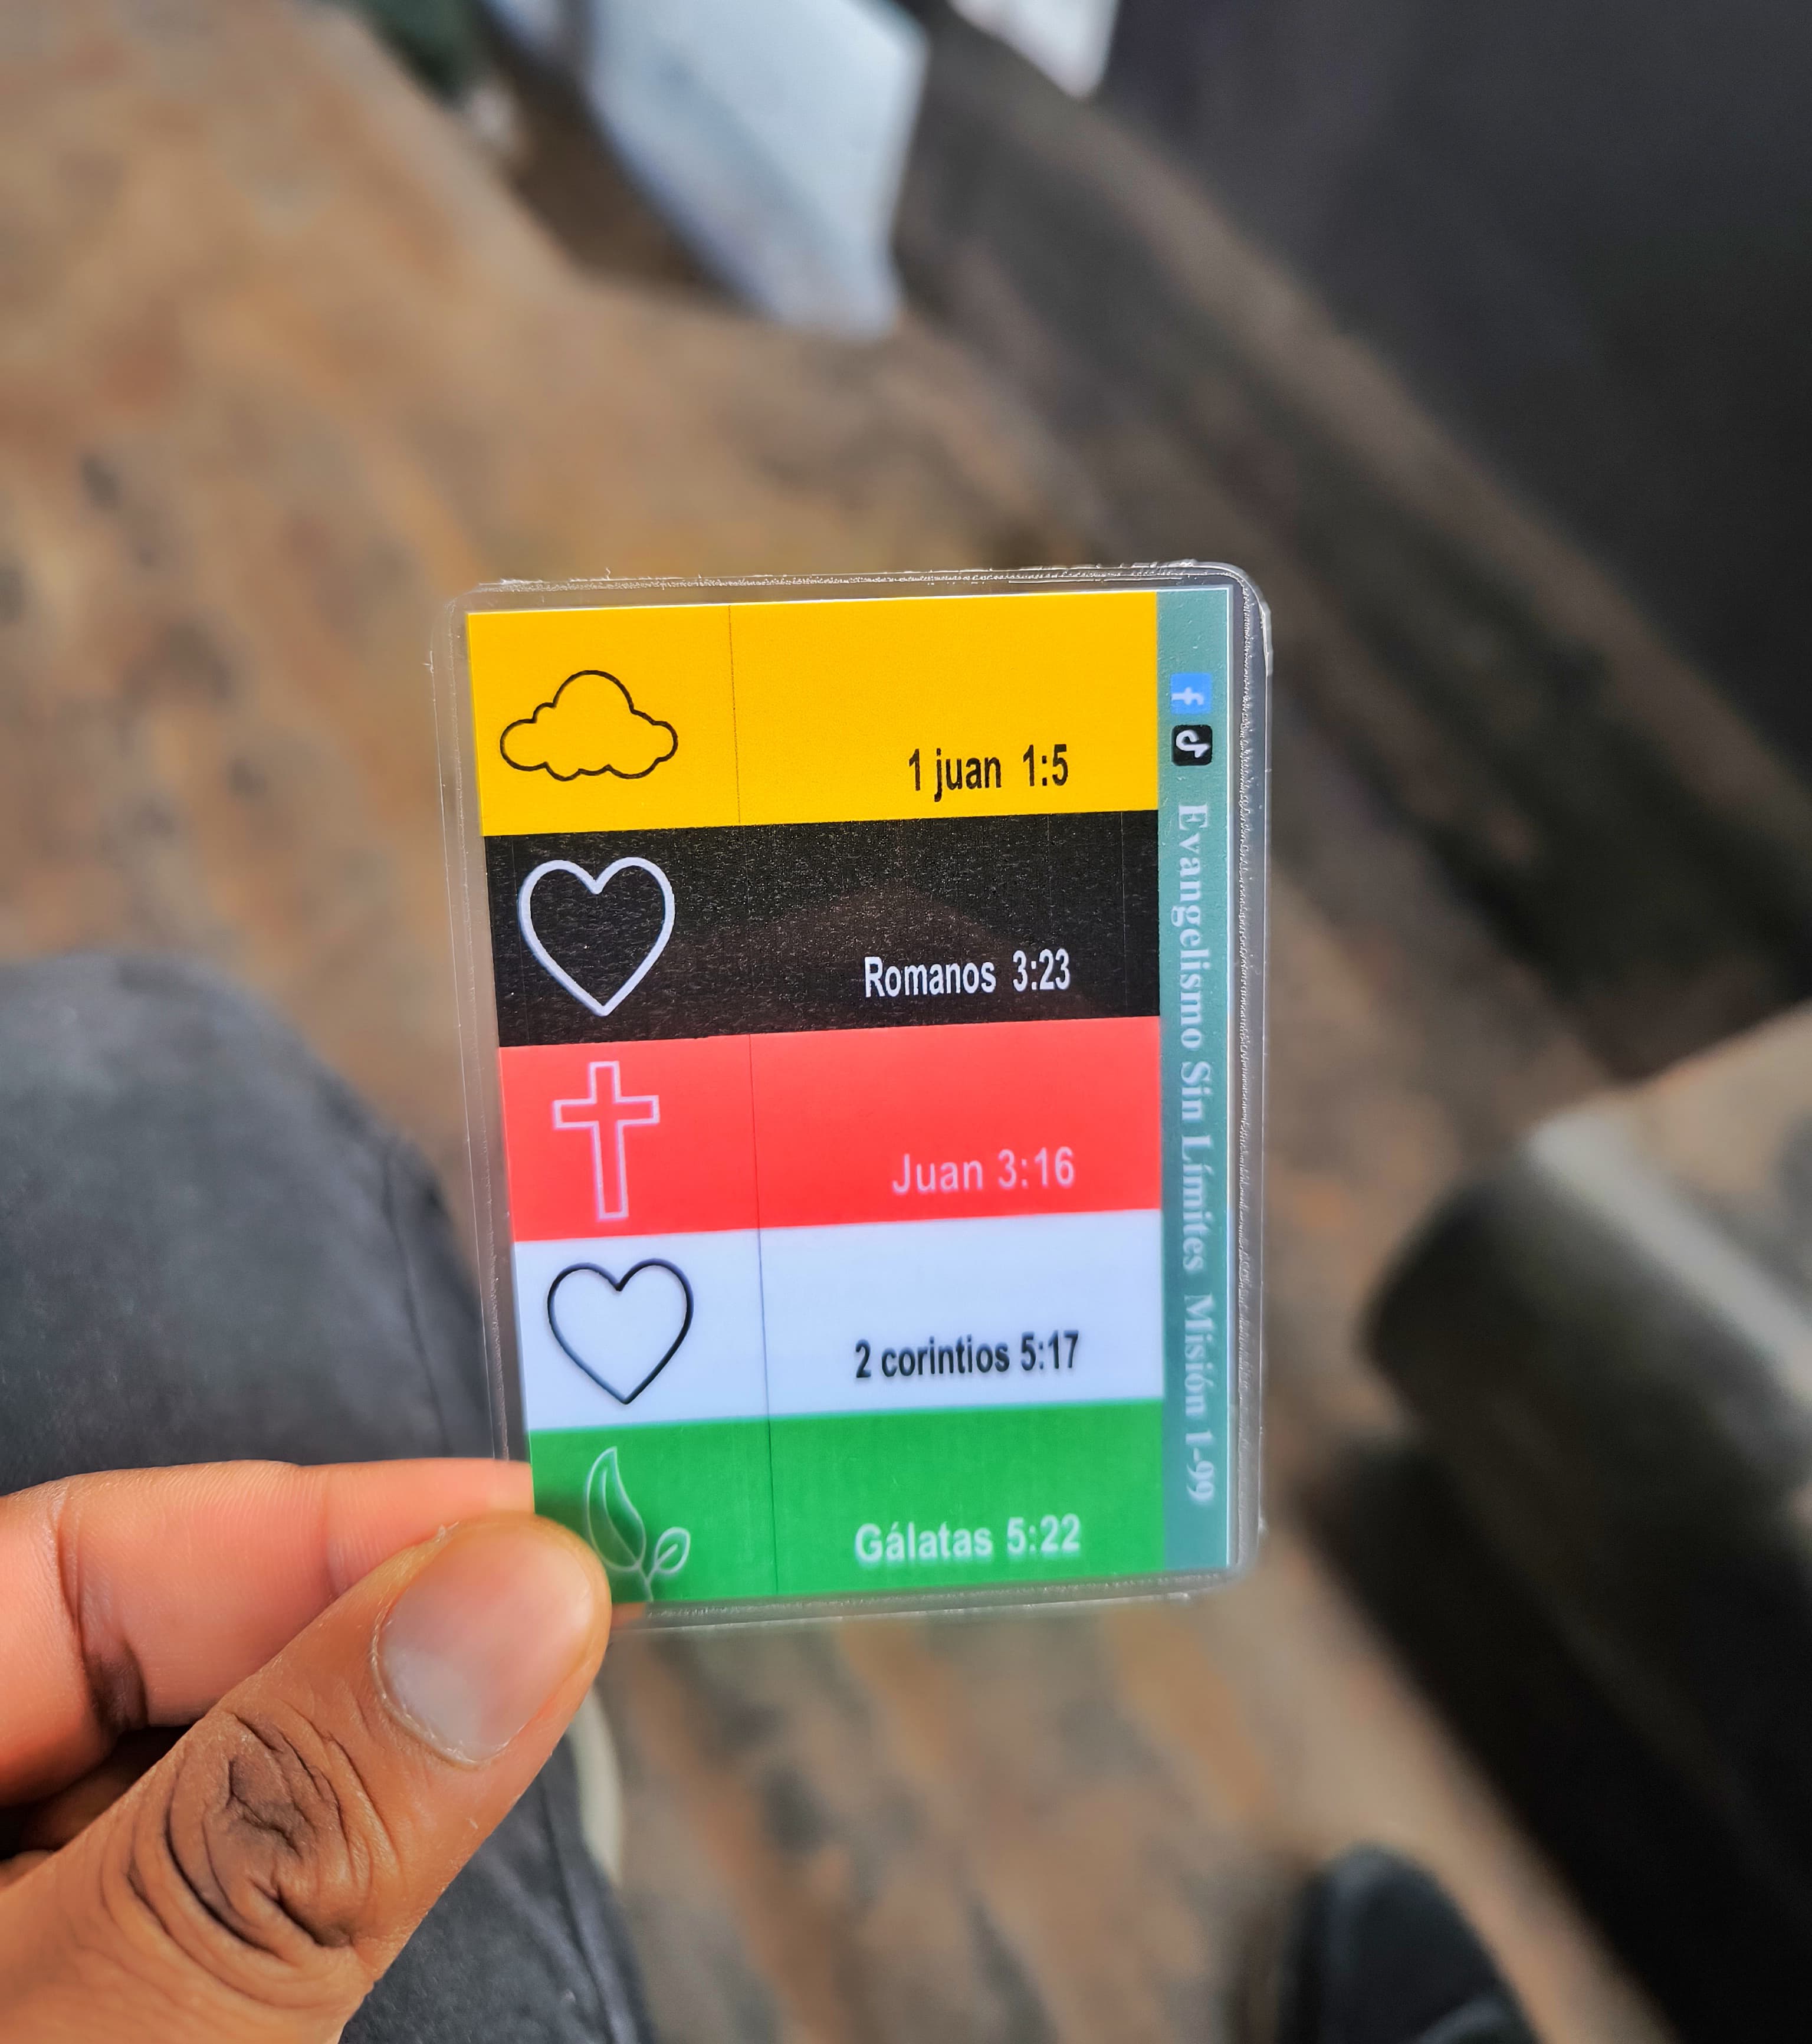 1 juan 1:5
Romanos 3:23
Juan 3:16
2 corintios 5:17
Gálatas 5:22
Evangelismo Sin Límites Misión 1-99